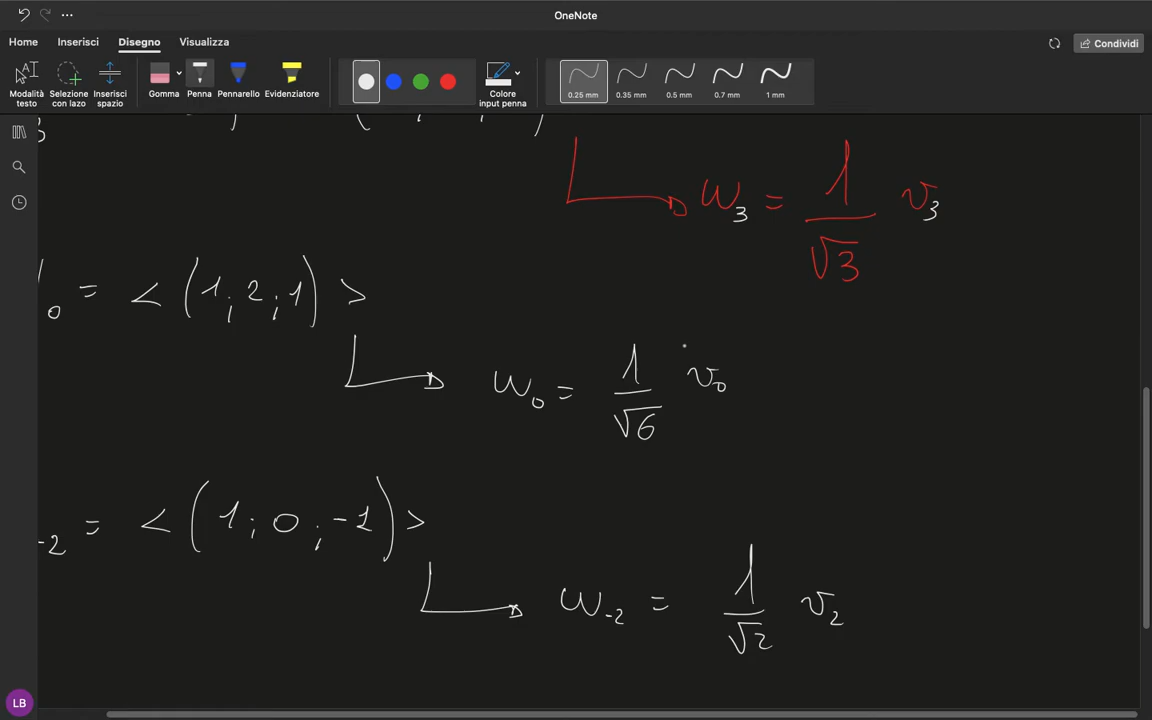 OneNote
Home Inserisci Disegno Visualizza
Condividi
Modalità testo
Selezione con lazo
Inserisci spazio
Gomma
Penna
Pennarello
Evidenziatore
Colore input penna
0.25 mm 0.35 mm 0.5 mm 0.7 mm 1 mm
w₃ = 1/√3 v₃
₀ = < (1; 2; 1) >
w₀ = 1/√6 v₀
₋₂ = < (1; 0; -1) >
w₋₂ = 1/√2 v₂
LB